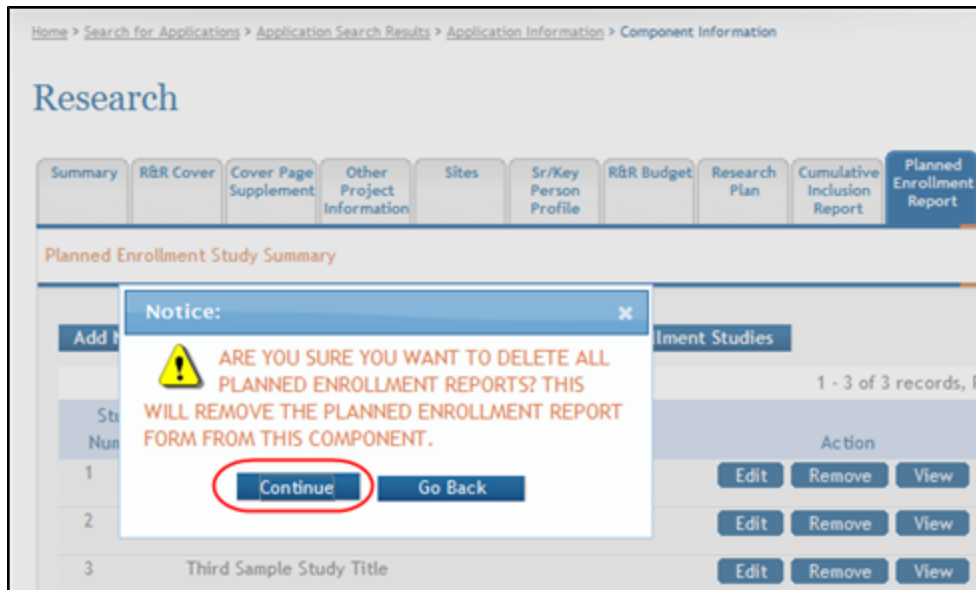 Home > Search for Applications > Application Search Results > Application Information > Component Information
Research
Summary
R&R Cover
Cover Page
Supplement
Other
Project
Information
Sites
Sr/Key
Person
Profile
R&R Budget
Research
Plan
Cumulative
Inclusion
Report
Planned
Enrollment
Report
Planned Enrollment Study Summary
Notice:
ARE YOU SURE YOU WANT TO DELETE ALL
PLANNED ENROLLMENT REPORTS? THIS
WILL REMOVE THE PLANNED ENROLLMENT REPORT
FORM FROM THIS COMPONENT.
Continue Go Back
Add
Studies
1 - 3 of 3 records,
Action
1 Edit Remove View
2 Edit Remove View
3 Third Sample Study Title Edit Remove View